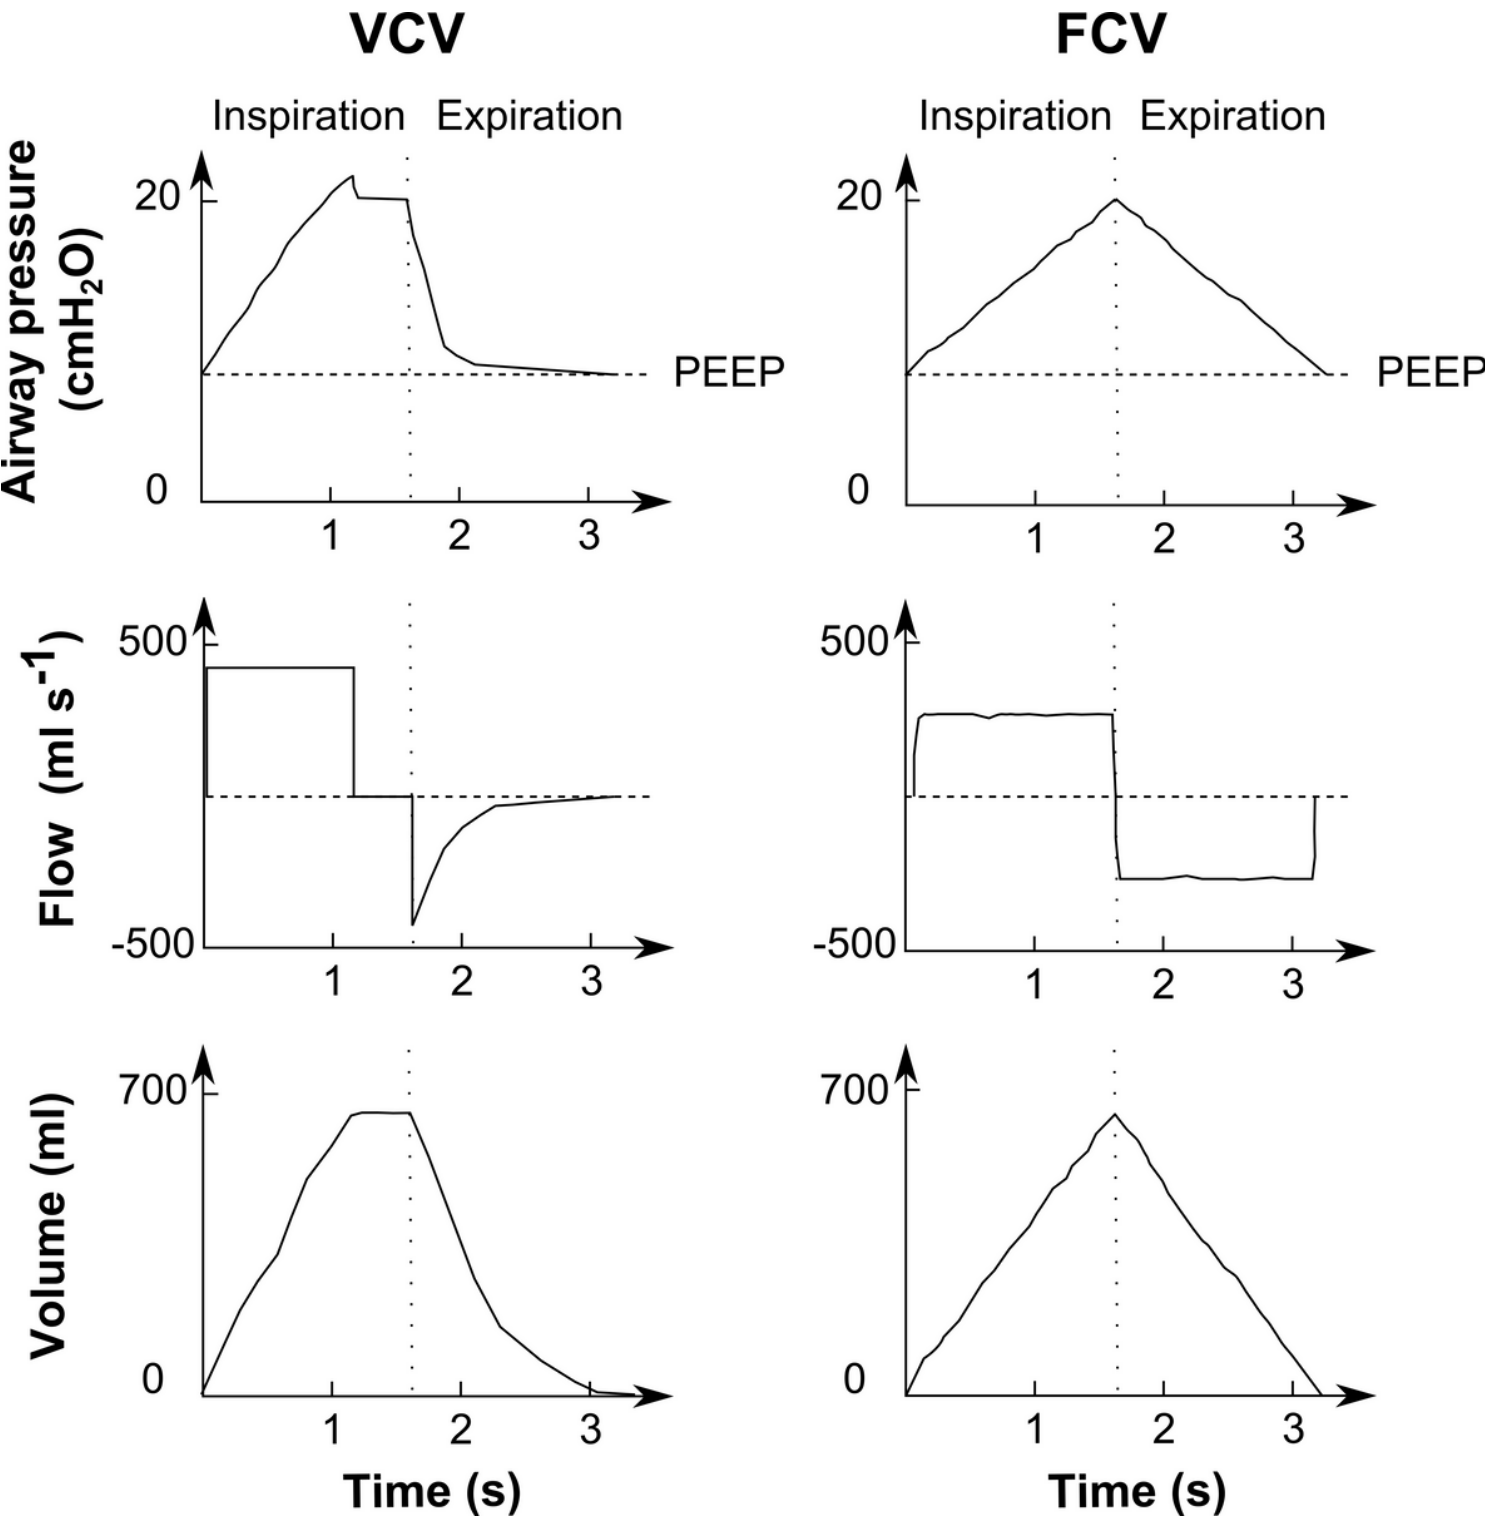 VCV
FCV
Inspiration Expiration
Inspiration Expiration
Airway pressure
(cmH₂O)
20
PEEP
0
1 2 3
20
PEEP
0
1 2 3
Flow (ml s⁻¹)
500
-500
1 2 3
500
-500
1 2 3
Volume (ml)
700
0
1 2 3
Time (s)
700
0
1 2 3
Time (s)